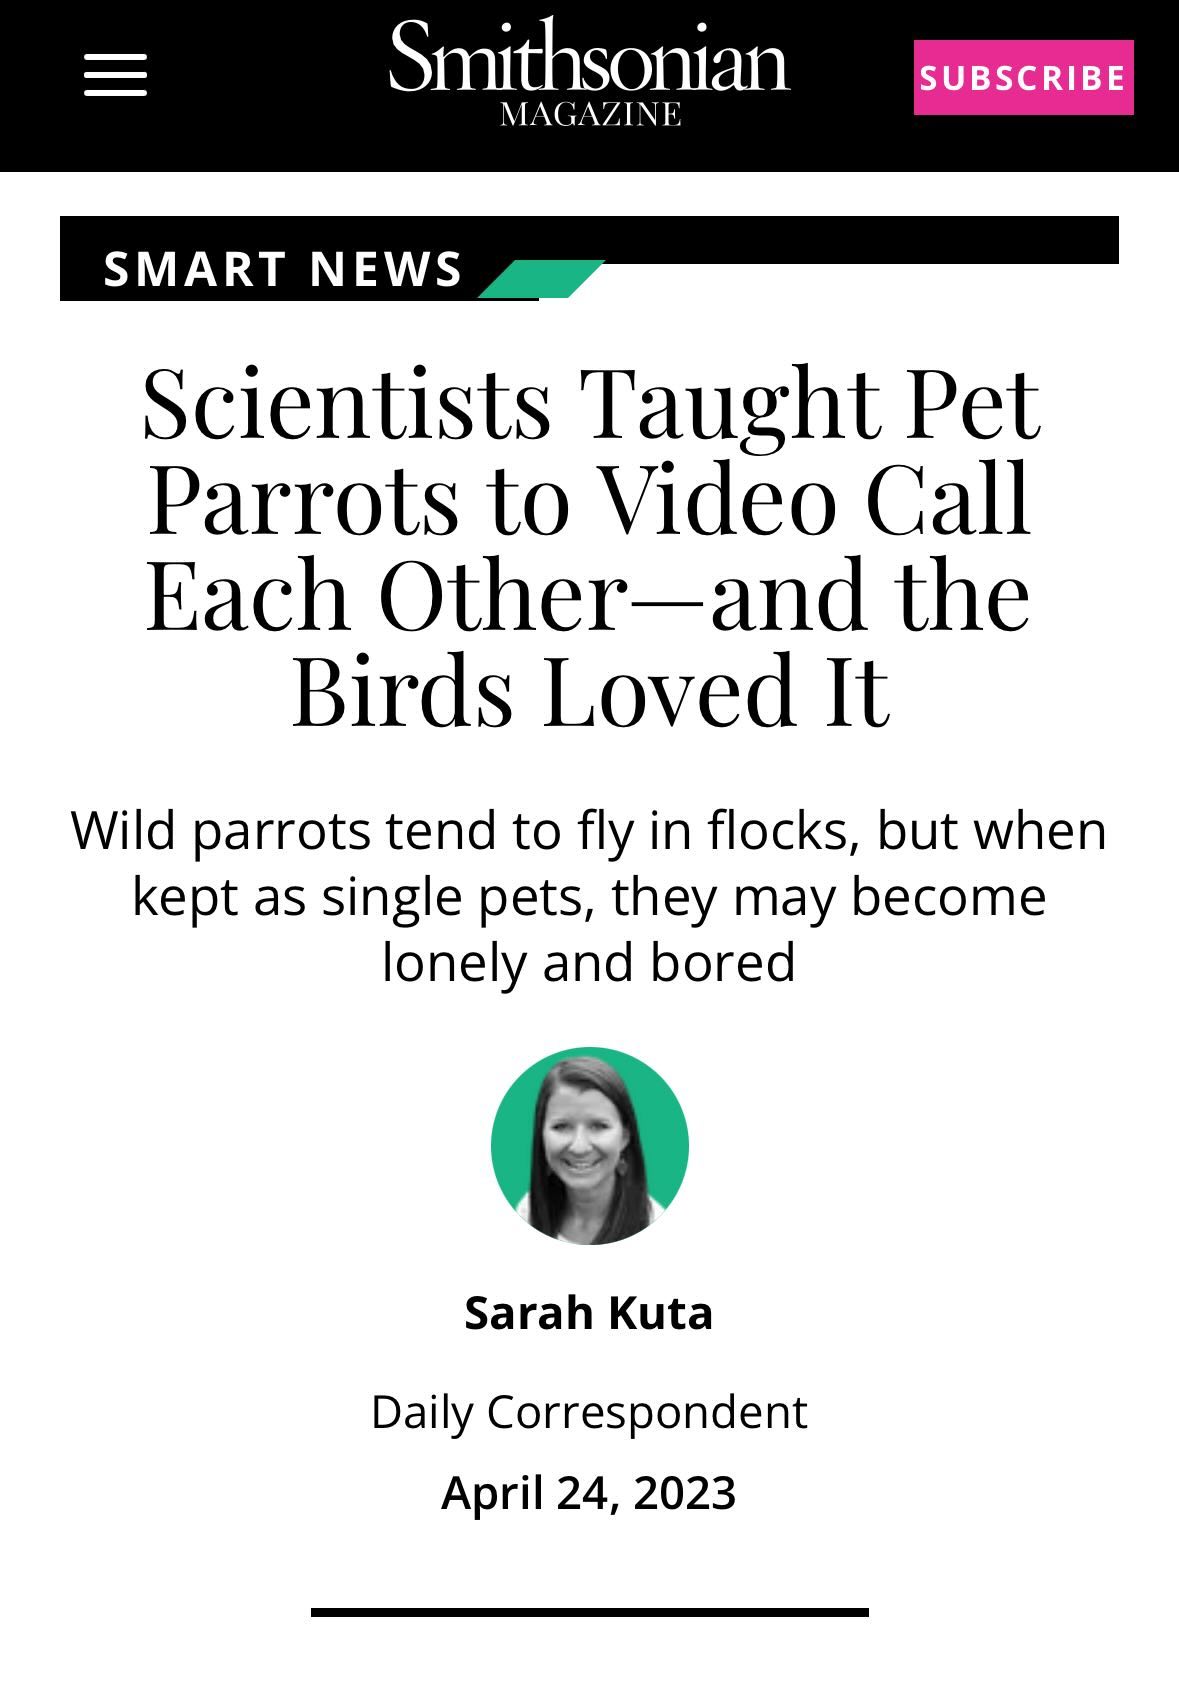 Smithsonian
MAGAZINE
SUBSCRIBE
SMART NEWS
Scientists Taught Pet
Parrots to Video Call
Each Other—and the
Birds Loved It
Wild parrots tend to fly in flocks, but when
kept as single pets, they may become
lonely and bored
Sarah Kuta
Daily Correspondent
April 24, 2023